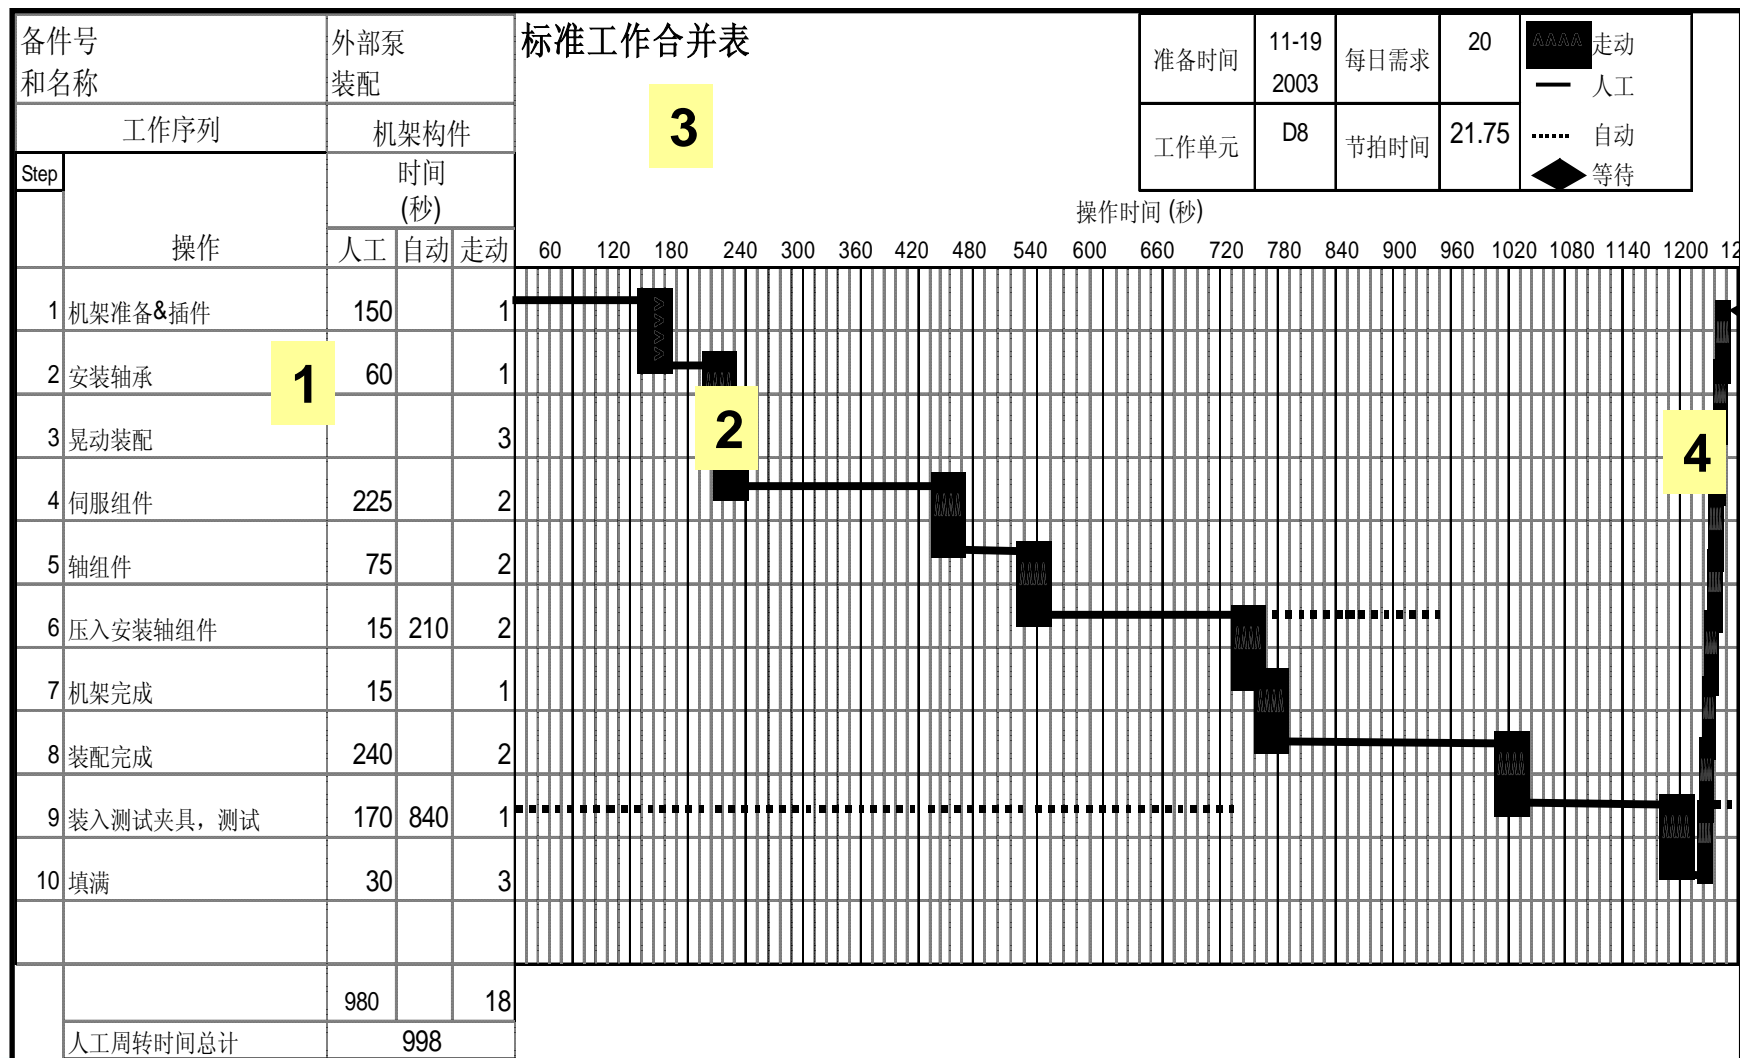 备件号
和名称
外部泵
装配
标准工作合并表
准备时间
11-19
2003
每日需求
20
走动
人工
自动
等待
工作单元
D8
节拍时间
21.75
3
工作序列
机架构件
Step
操作
时间
(秒)
人工 自动 走动
操作时间 (秒)
60 120 180 240 300 360 420 480 540 600 660 720 780 840 900 960 1020 1080 1140 1200 12
1 机架准备&插件 150 1
2 安装轴承 60 1
1
3 晃动装配 3
2
4
4 伺服组件 225 2
5 轴组件 75 2
6 压入安装轴组件 15 210 2
7 机架完成 15 1
8 装配完成 240 2
9 装入测试夹具，测试 170 840 1
10 填满 30 3
980 18
人工周转时间总计 998